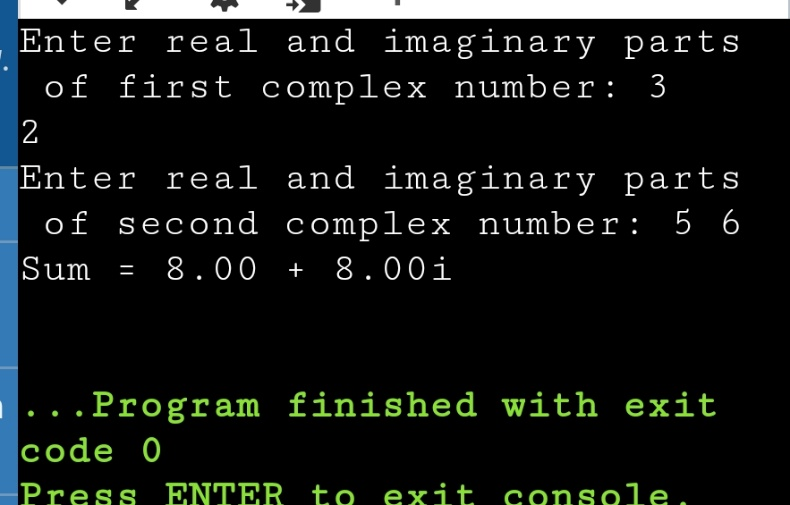 Enter real and imaginary parts
of first complex number: 3
2
Enter real and imaginary parts
of second complex number: 5 6
Sum = 8.00 + 8.00i
...Program finished with exit
code 0
Press ENTER to exit console.